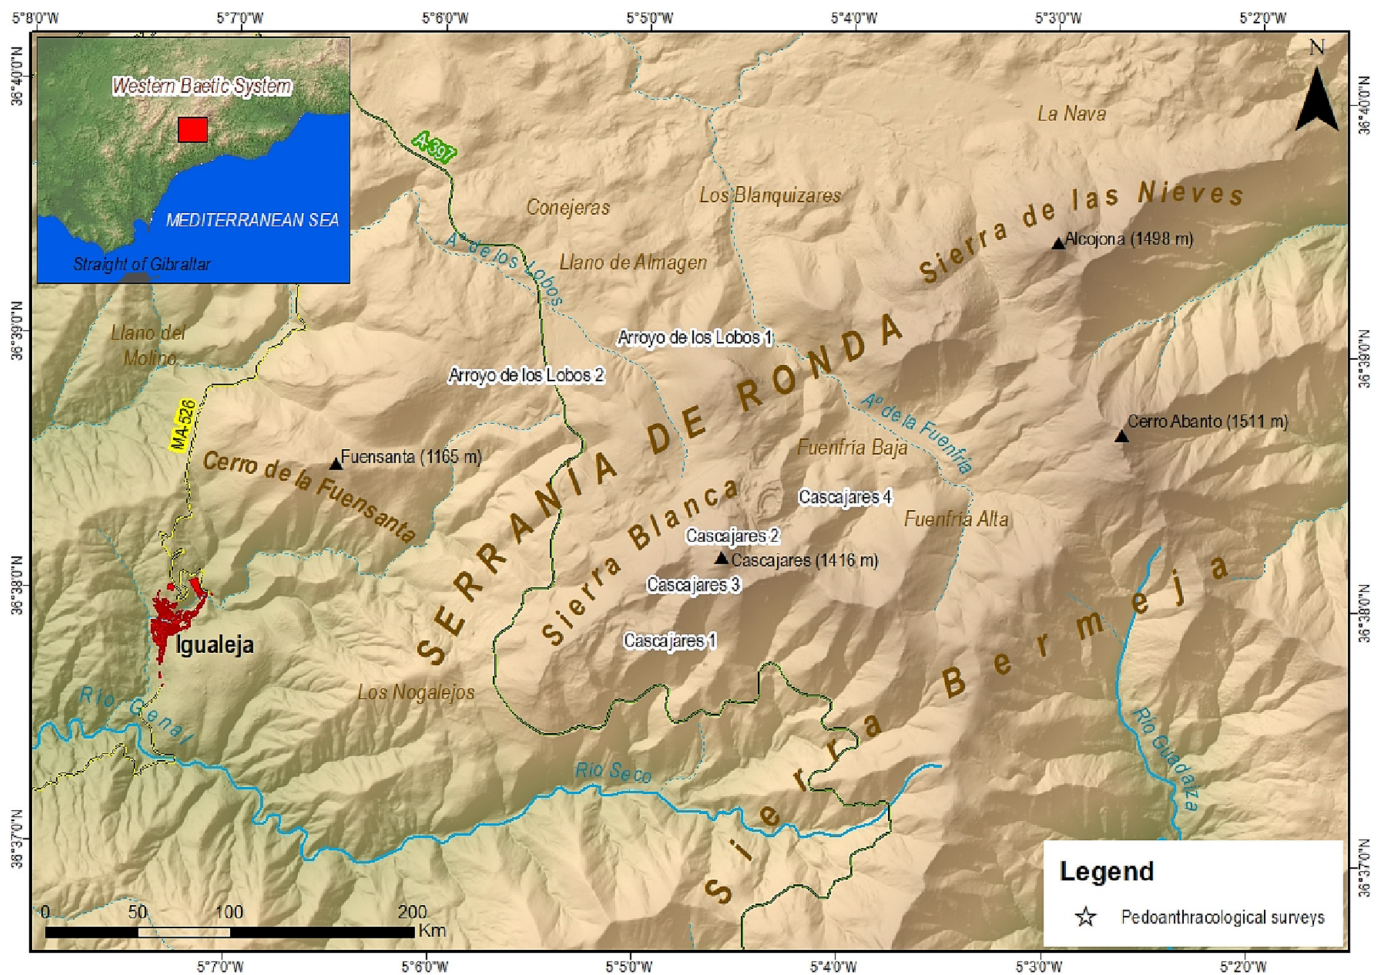 5°8'0"W
5°7'0"W
5°6'0"W
5°5'0"W
5°4'0"W
5°3'0"W
5°2'0"W
36°40'0"N
36°39'0"N
36°38'0"N
36°37'0"N
Western Baetic System
MEDITERRANEAN SEA
Straight of Gibraltar
N
La Nava
A-397
Conejeras
Los Blanquizares
Sierra de las Nieves
Alcojona (1498 m)
Aº de los Lobos
Llano de Almagen
Llano del
Molino
Arroyo de los Lobos 1
Arroyo de los Lobos 2
SERRANÍA DE RONDA
MA-526
Aº de la Fuenfría
Cerro Abanto (1511 m)
Fuensanta (1165 m)
Cerro de la Fuensanta
Fuenfría Baja
Sierra Blanca
Cascajares 4
Fuenfría Alta
Cascajares 2
Cascajares (1416 m)
Cascajares 3
Cascajares 1
Igualeja
Los Nogalejos
Sierra Bermeja
Río Genal
Río Seco
Río Guadaiza
0 50 100 200
Km
Legend
Pedoanthracological surveys
36°40'0"N
36°39'0"N
36°38'0"N
36°37'0"N
5°7'0"W
5°6'0"W
5°5'0"W
5°4'0"W
5°3'0"W
5°2'0"W